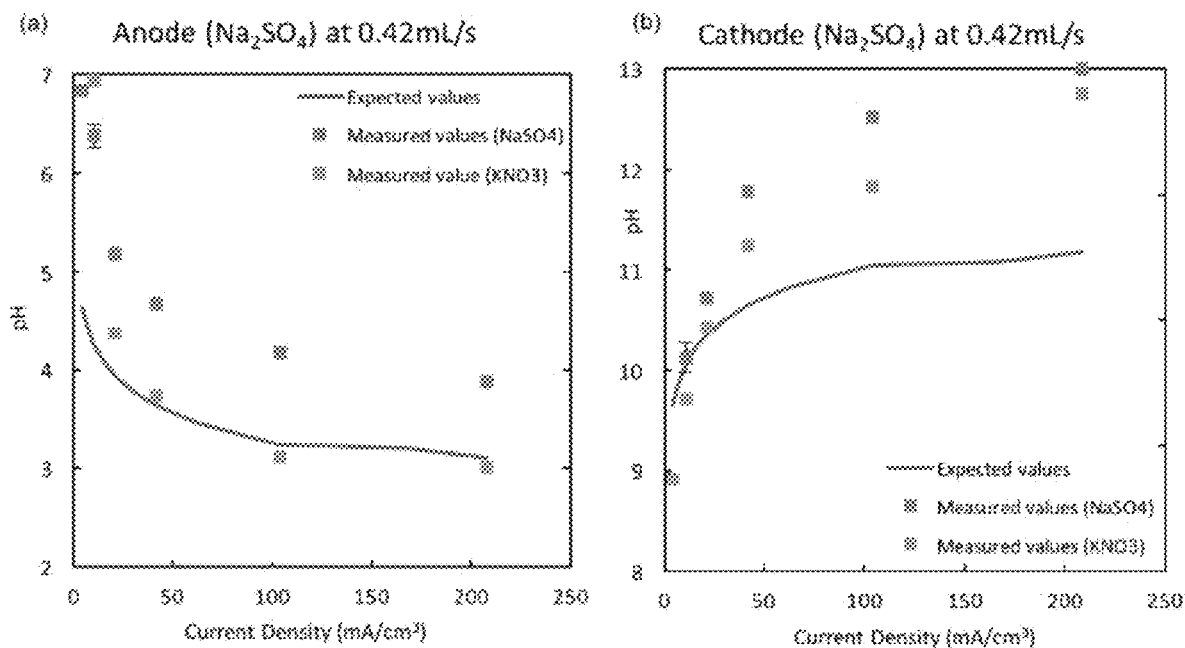 (a) Anode (Na₂SO₄) at 0.42mL/s
7
6
5
4
3
2
pH
Expected values
Measured values (NaSO4)
Measured value (KNO3)
0 50 100 150 200 250
Current Density (mA/cm³)
(b) Cathode (Na₂SO₄) at 0.42mL/s
13
12
11
10
9
8
pH
Expected values
Measured values (NaSO4)
Measured values (KNO3)
0 50 100 150 200 250
Current Density (mA/cm³)